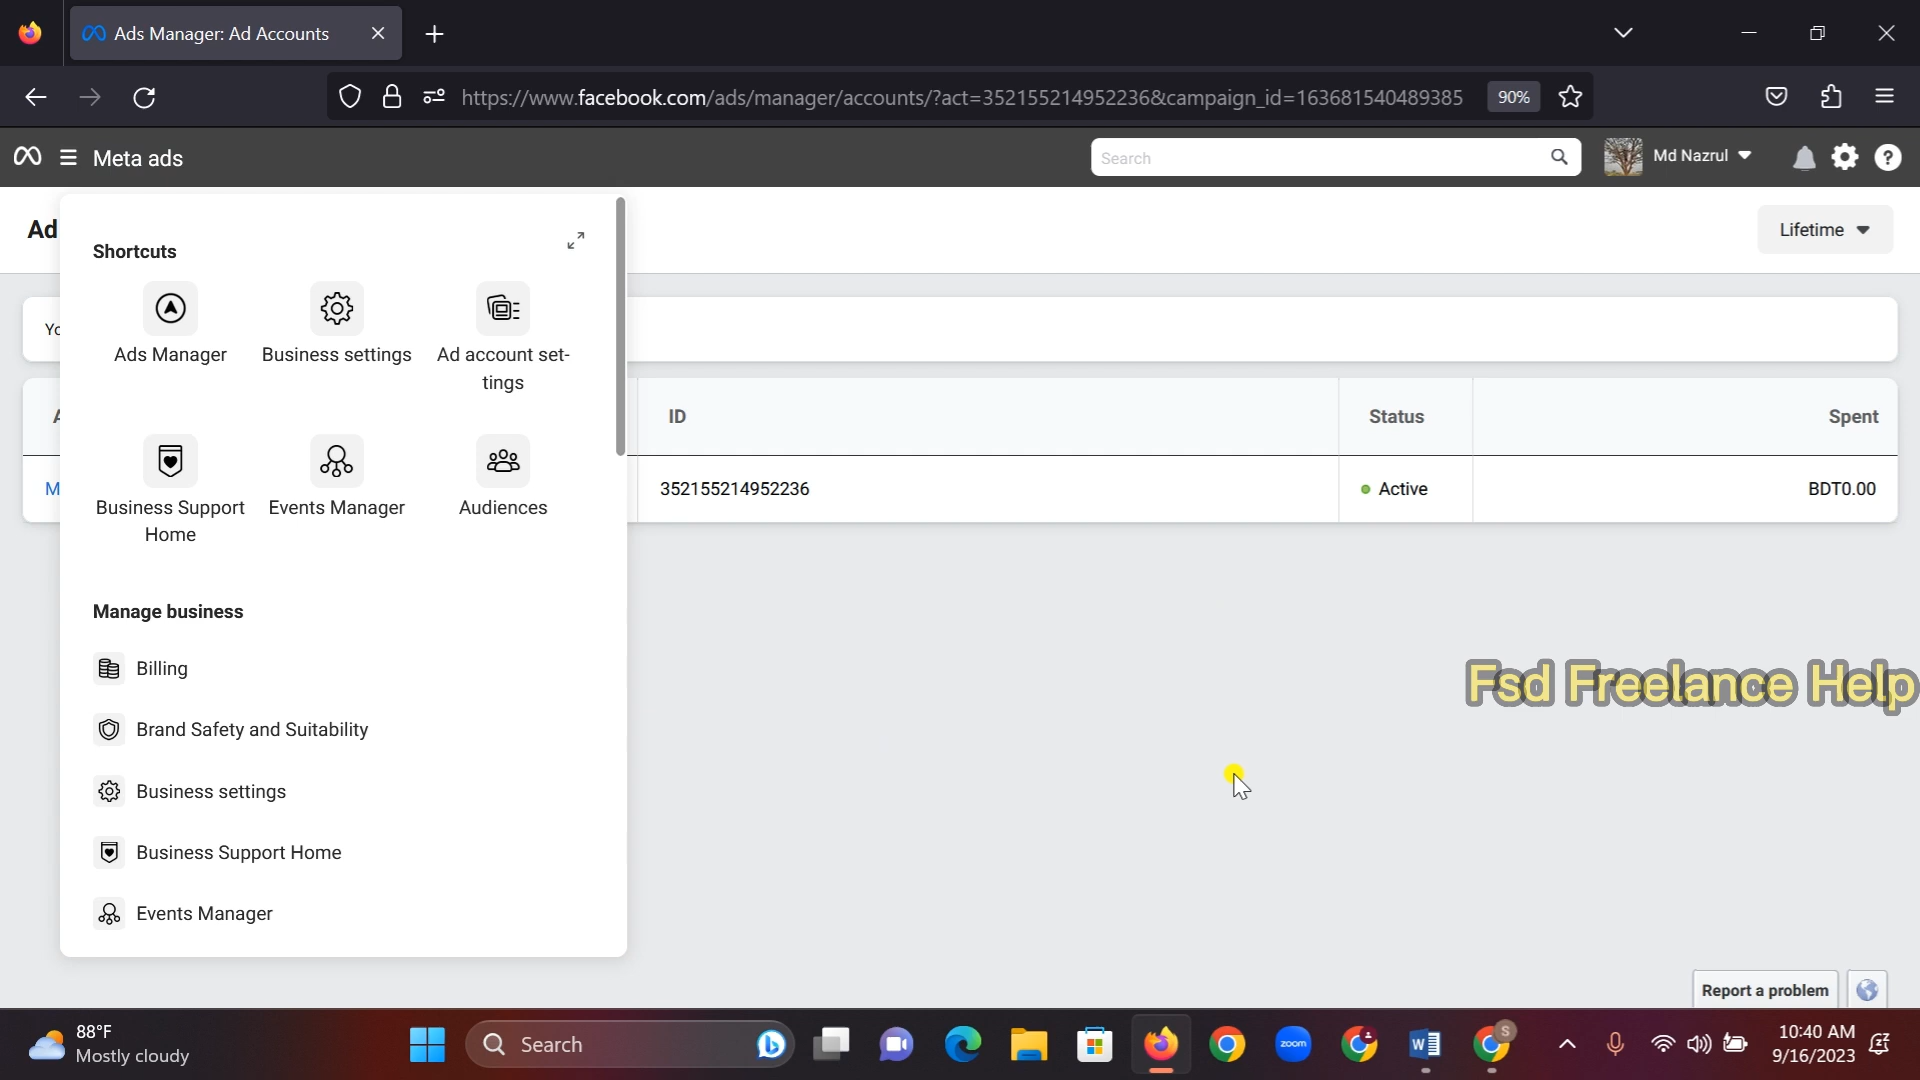 Ads Manager: Ad Accounts
https://www.facebook.com/ads/manager/accounts/?act=352155214952236&campaign_id=163681540489385
90%
Meta ads
Search
Md Nazrul
Ad
Lifetime
Shortcuts
Ads Manager
Business settings
Ad account set-
tings
Business Support
Home
Events Manager
Audiences
Yo
ID
Status
Spent
M
352155214952236
Active
BDT0.00
Manage business
Billing
Brand Safety and Suitability
Business settings
Business Support Home
Events Manager
Fsd Freelance Help
Report a problem
88°F
Mostly cloudy
Search
zoom
W
S
10:40 AM
9/16/2023